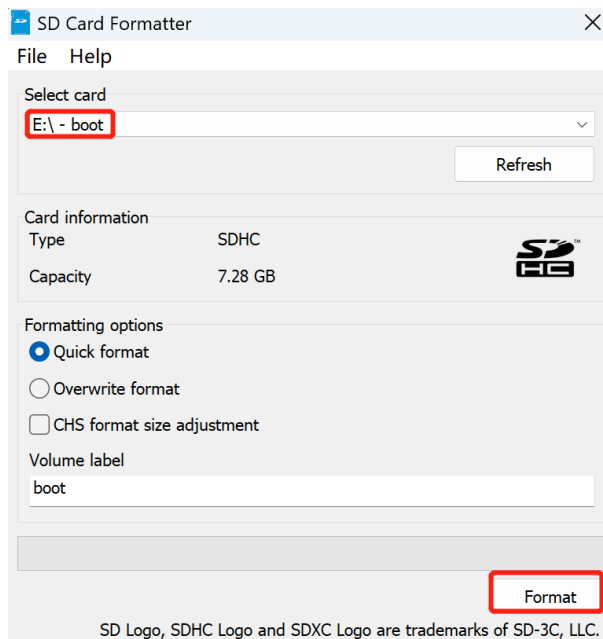 SD Card Formatter
File Help
Select card
E:\ - boot
Refresh
Card information
Type SDHC
SD™
HC
Capacity 7.28 GB
Formatting options
Quick format
Overwrite format
CHS format size adjustment
Volume label
boot
Format
SD Logo, SDHC Logo and SDXC Logo are trademarks of SD-3C, LLC.